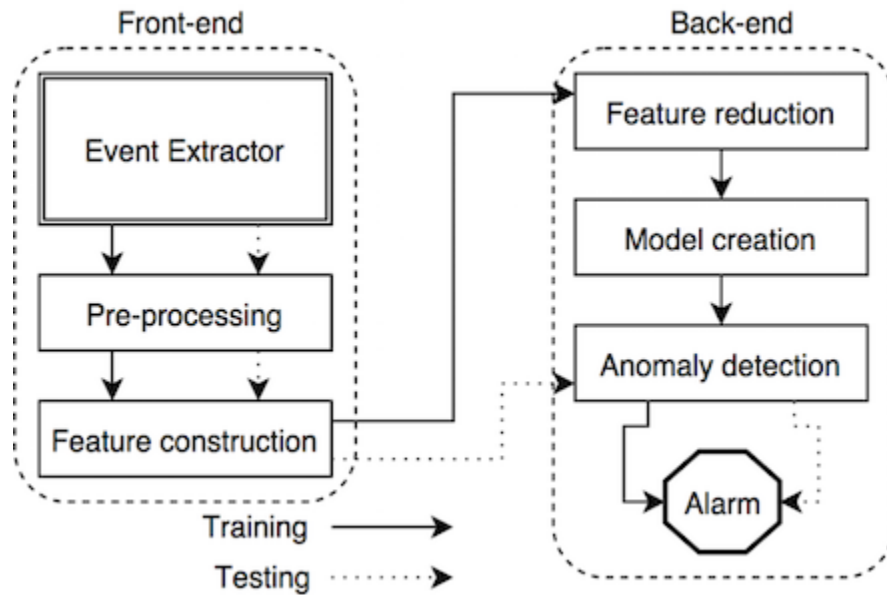 Front-end
Back-end
Event Extractor
Pre-processing
Feature construction
Feature reduction
Model creation
Anomaly detection
Alarm
Training
Testing